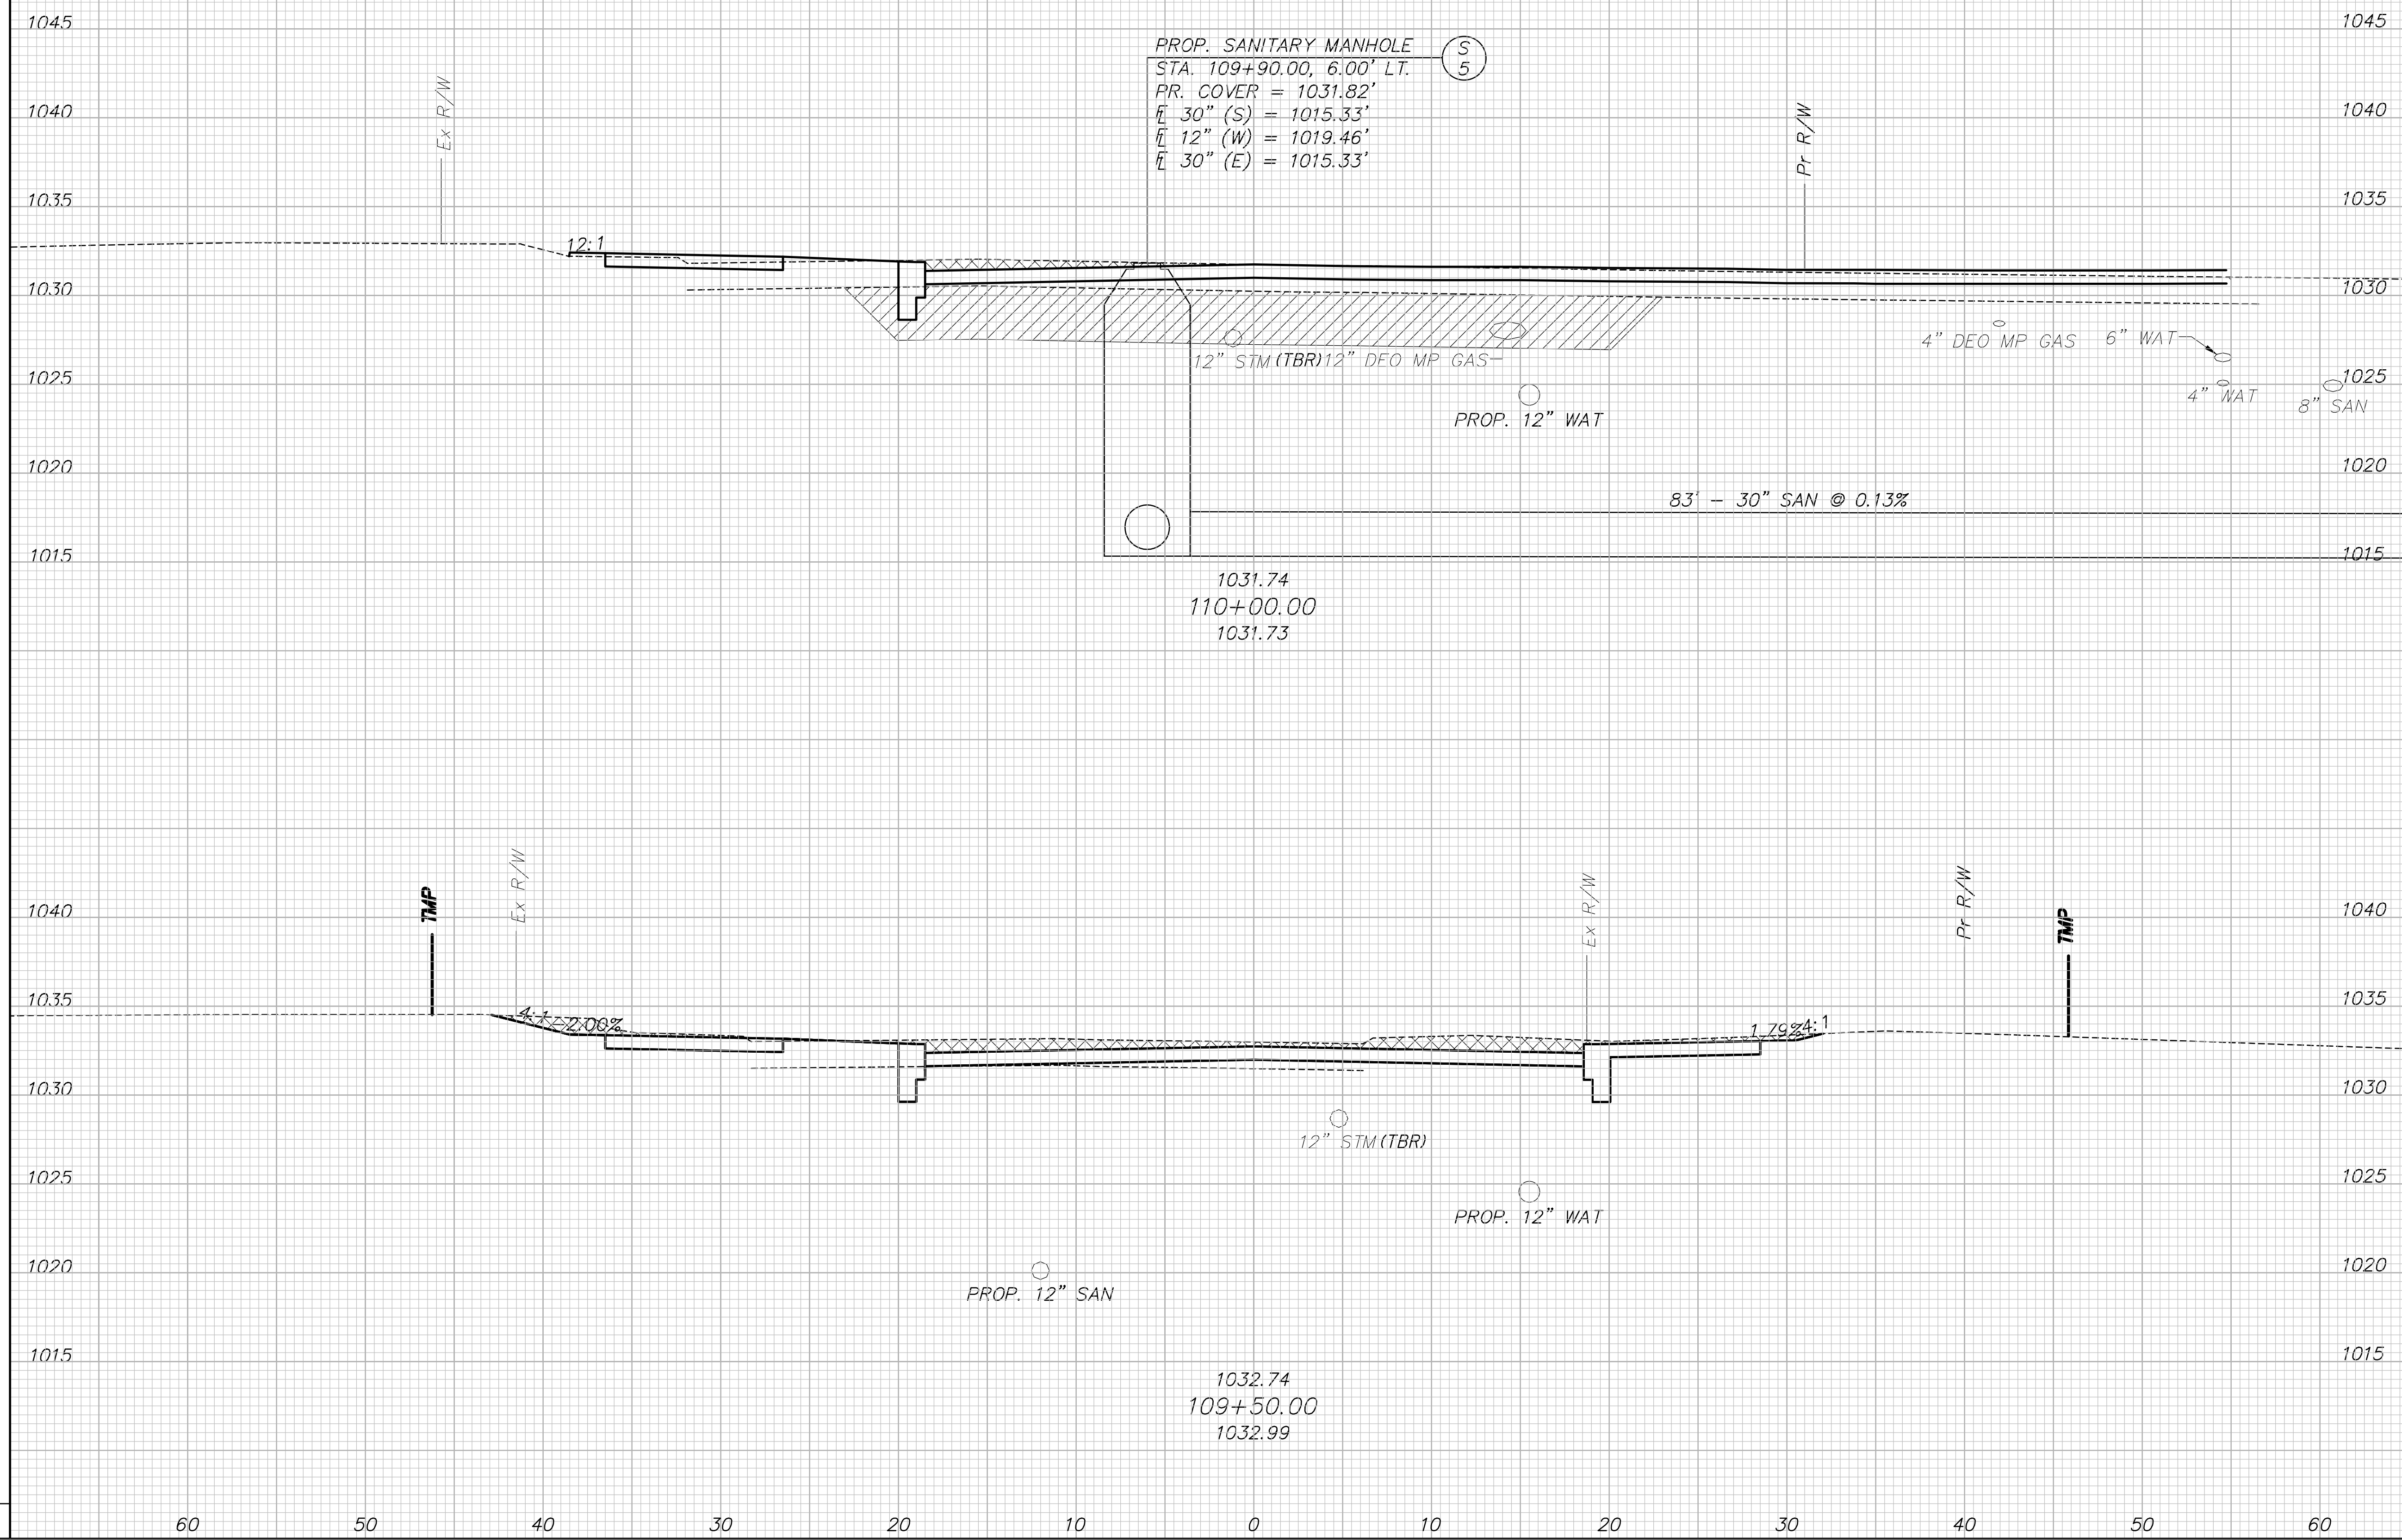 1045 1045
PROP. SANITARY MANHOLE
S
5
STA. 109+90.00, 6.00' LT.
PR. COVER = 1031.82'
30" (S) = 1015.33'
12" (W) = 1019.46'
30" (E) = 1015.33'
Ex R/W
Pr R/W
1040 1040
1035 1035
12:1
1030 1030
12" STM (TBR) 12" DEO MP GAS
4" DEO MP GAS 6" WAT
4" WAT
8" SAN
1025 1025
PROP. 12" WAT
1020 1020
83' - 30" SAN @ 0.13%
1015 1015
1031.74
110+00.00
1031.73
TMP
Ex R/W
Ex R/W
Pr R/W
TMP
1040 1040
1035 1035
4:1 -2.00%
1.79% 4:1
1030 1030
12" STM (TBR)
1025 1025
PROP. 12" WAT
1020 1020
PROP. 12" SAN
1015 1015
1032.74
109+50.00
1032.99
60 50 40 30 20 10 0 10 20 30 40 50 60